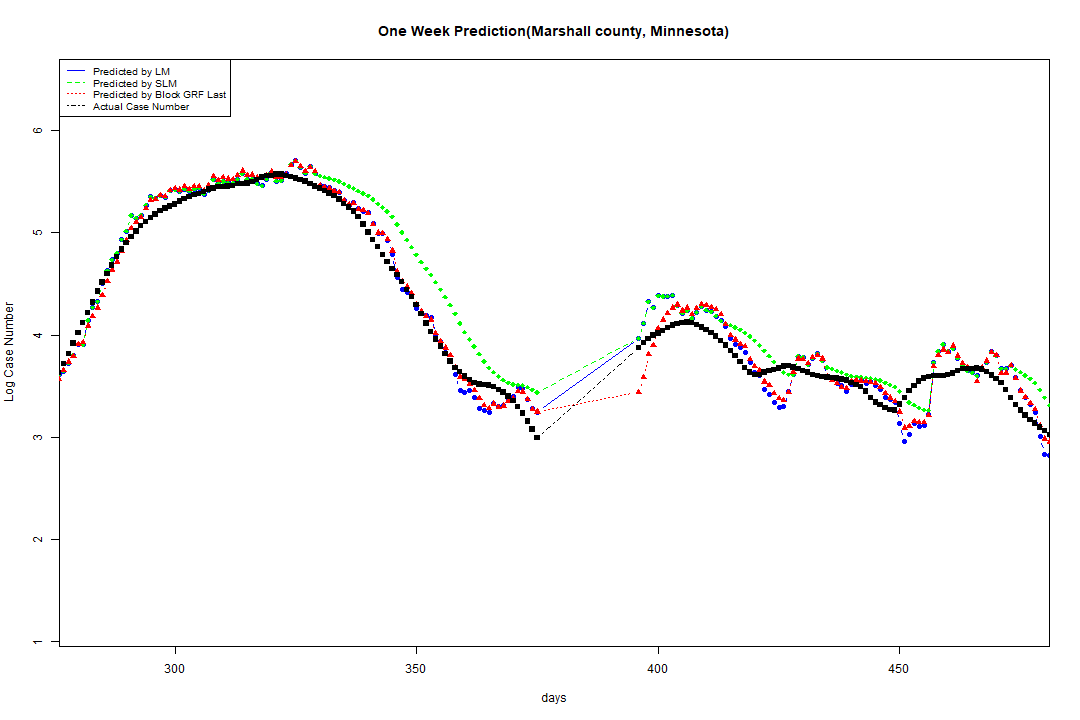 One Week Prediction(Marshall county, Minnesota)
Predicted by LM
Predicted by SLM
Predicted by Block GRF Last
Actual Case Number
6
5
4
3
2
1
Log Case Number
300
350
400
450
days